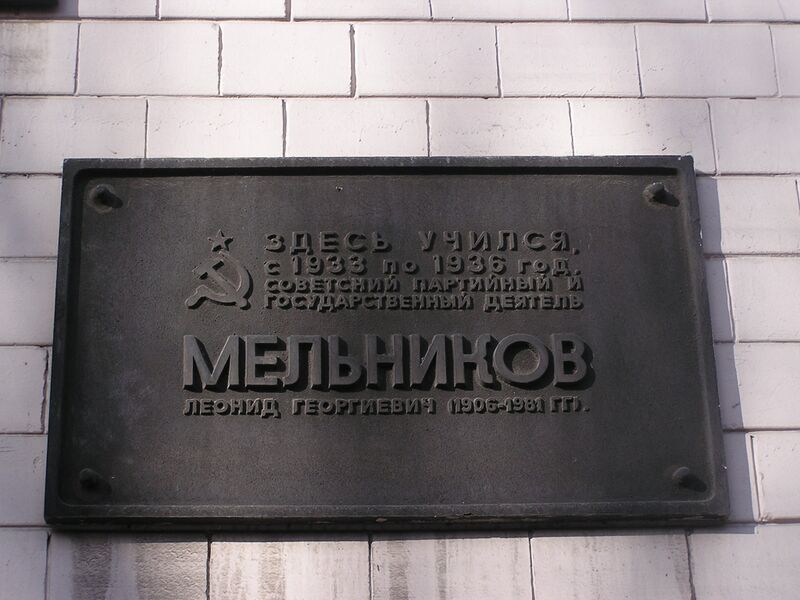 ЗДЕСЬ УЧИЛСЯ,
с 1933 по 1936 год,
СОВЕТСКИЙ ПАРТИЙНЫЙ И
ГОСУДАРСТВЕННЫЙ ДЕЯТЕЛЬ
МЕЛЬНИКОВ
ЛЕОНИД ГЕОРГИЕВИЧ (1906-1981 ГГ).